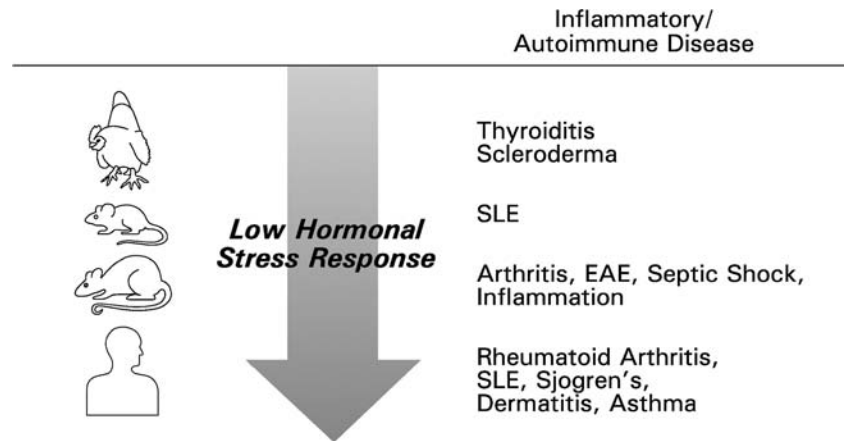 Inflammatory/
Autoimmune Disease
Thyroiditis
Scleroderma
SLE
Low Hormonal
Stress Response
Arthritis, EAE, Septic Shock,
Inflammation
Rheumatoid Arthritis,
SLE, Sjogren's,
Dermatitis, Asthma